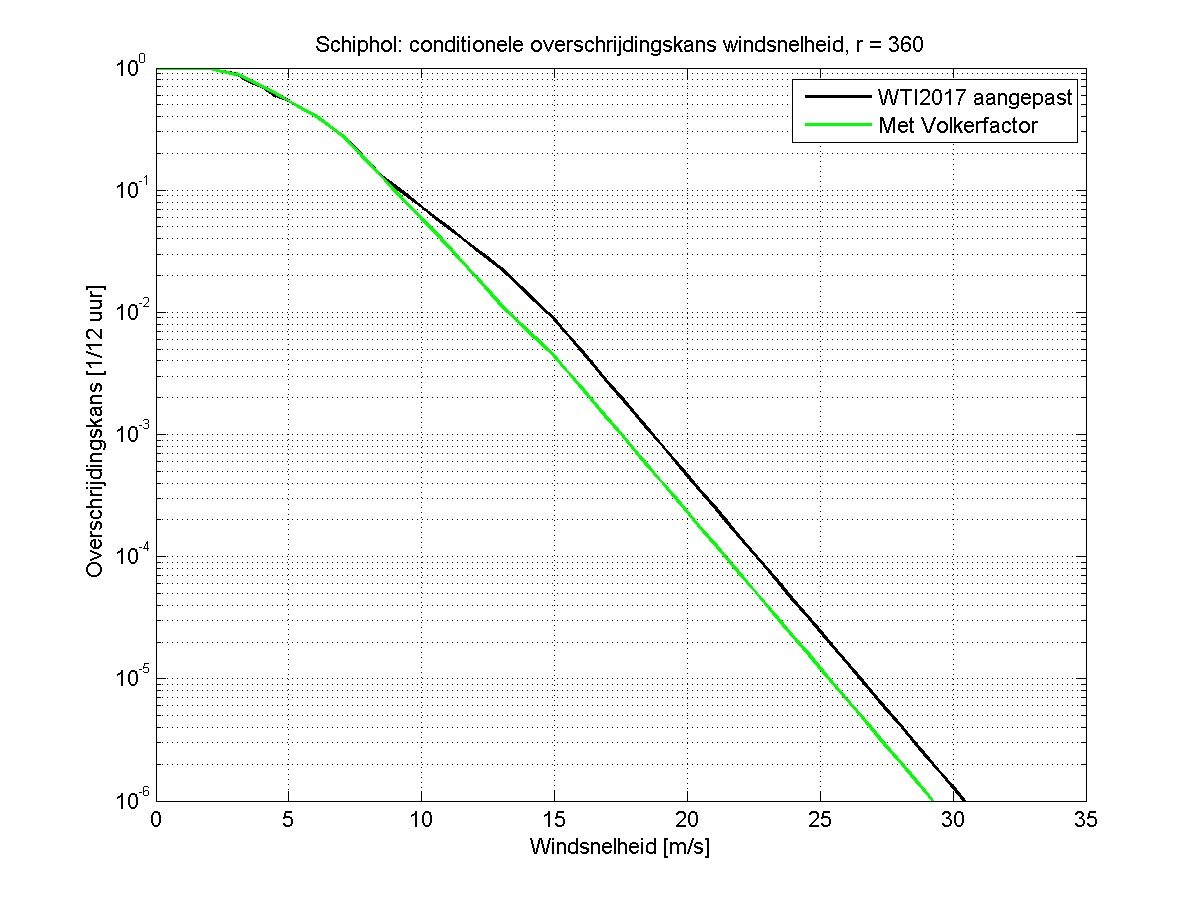 Schiphol: conditionele overschrijdingskans windsnelheid, r = 360
WTI2017 aangepast
Met Volkerfactor
Overschrijdingskans [1/12 uur]
10^0
10^-1
10^-2
10^-3
10^-4
10^-5
10^-6
0 5 10 15 20 25 30 35
Windsnelheid [m/s]